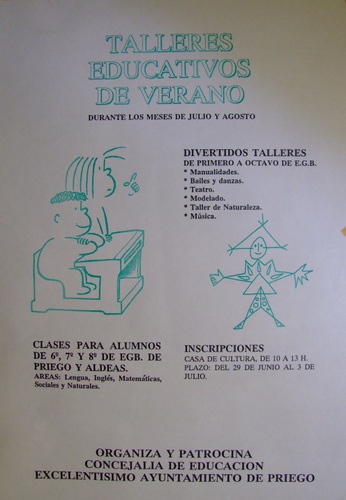 TALLERES
EDUCATIVOS
DE VERANO
DURANTE LOS MESES DE JULIO Y AGOSTO
DIVERTIDOS TALLERES
DE PRIMERO A OCTAVO DE E.G.B.
* Manualidades.
* Bailes y danzas.
* Teatro.
* Modelado.
* Taller de Naturaleza.
* Música.
CLASES PARA ALUMNOS
DE 6º, 7º Y 8º DE EGB. DE
PRIEGO Y ALDEAS.
AREAS: Lengua, Inglés, Matemáticas,
Sociales y Naturales.
INSCRIPCIONES
CASA DE CULTURA, DE 10 A 13 H.
PLAZO: DEL 29 DE JUNIO AL 3 DE
JULIO.
ORGANIZA Y PATROCINA
CONCEJALIA DE EDUCACION
EXCELENTISIMO AYUNTAMIENTO DE PRIEGO